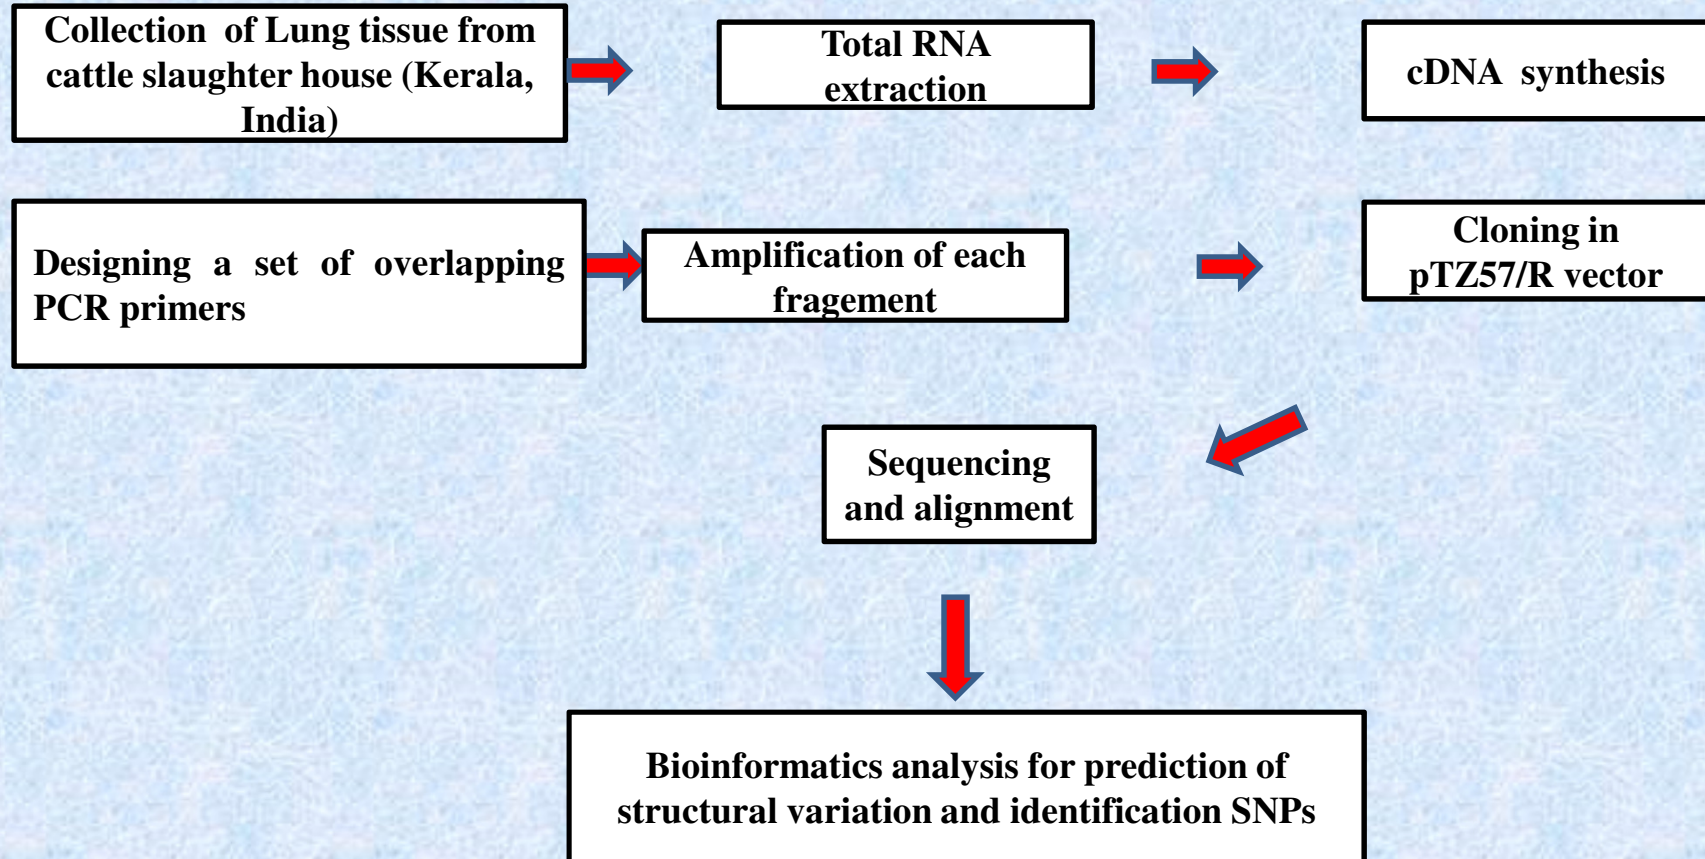 Collection of Lung tissue from
cattle slaughter house (Kerala,
India)
Total RNA
extraction
cDNA synthesis
Designing a set of overlapping
PCR primers
Amplification of each
fragement
Cloning in
pTZ57/R vector
Sequencing
and alignment
Bioinformatics analysis for prediction of
structural variation and identification SNPs